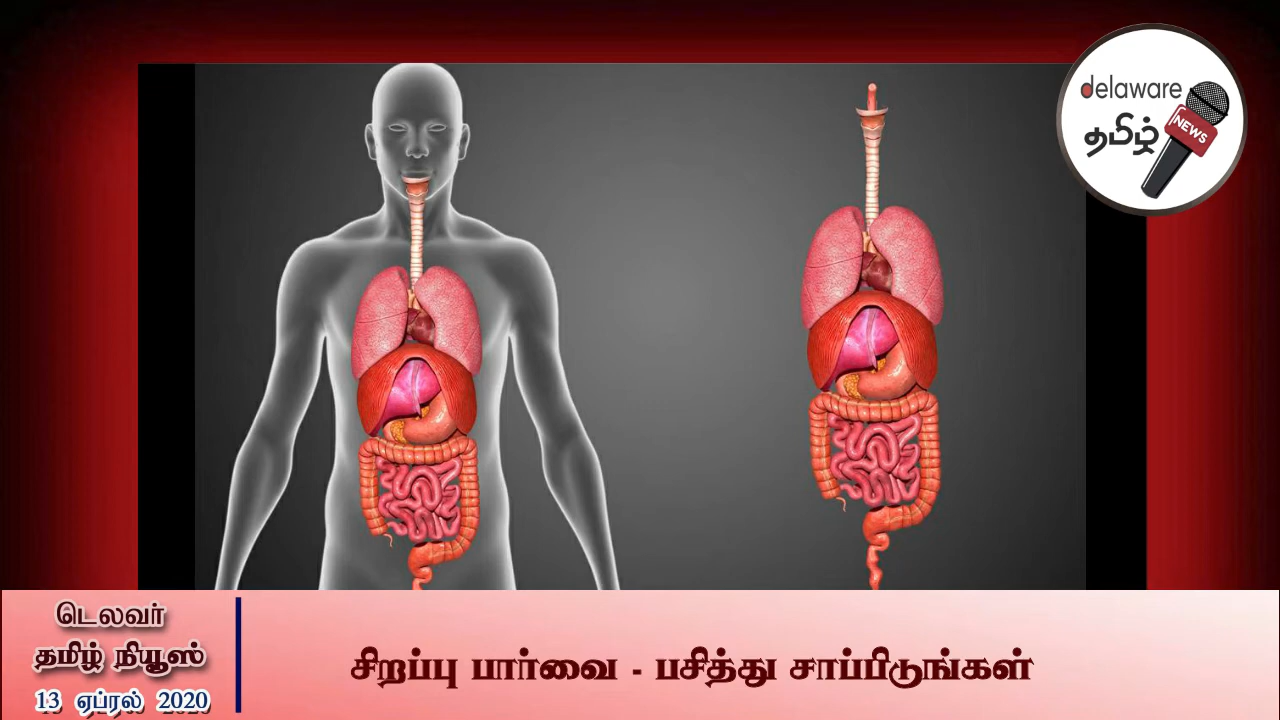 delaware
தமிழ்
NEWS
டெலவர்
தமிழ் நியூஸ்
13 ஏப்ரல் 2020
சிறப்பு பார்வை - பசித்து சாப்பிடுங்கள்